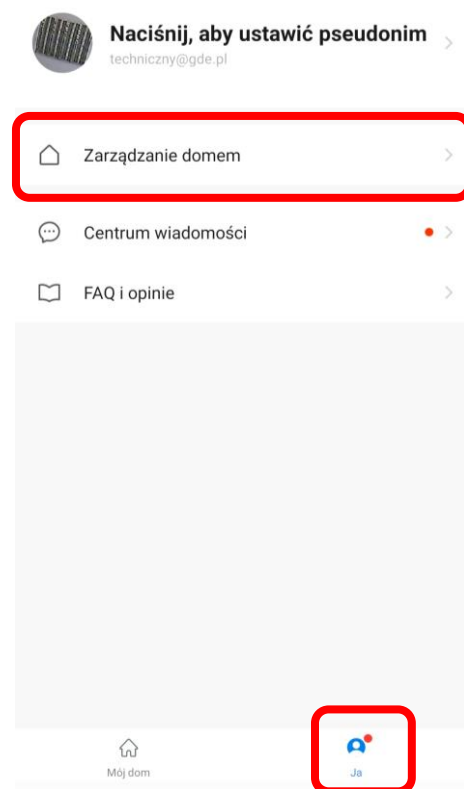 Naciśnij, aby ustawić pseudonim
techniczny@gde.pl
Zarządzanie domem
Centrum wiadomości
FAQ i opinie
Mój dom
Ja